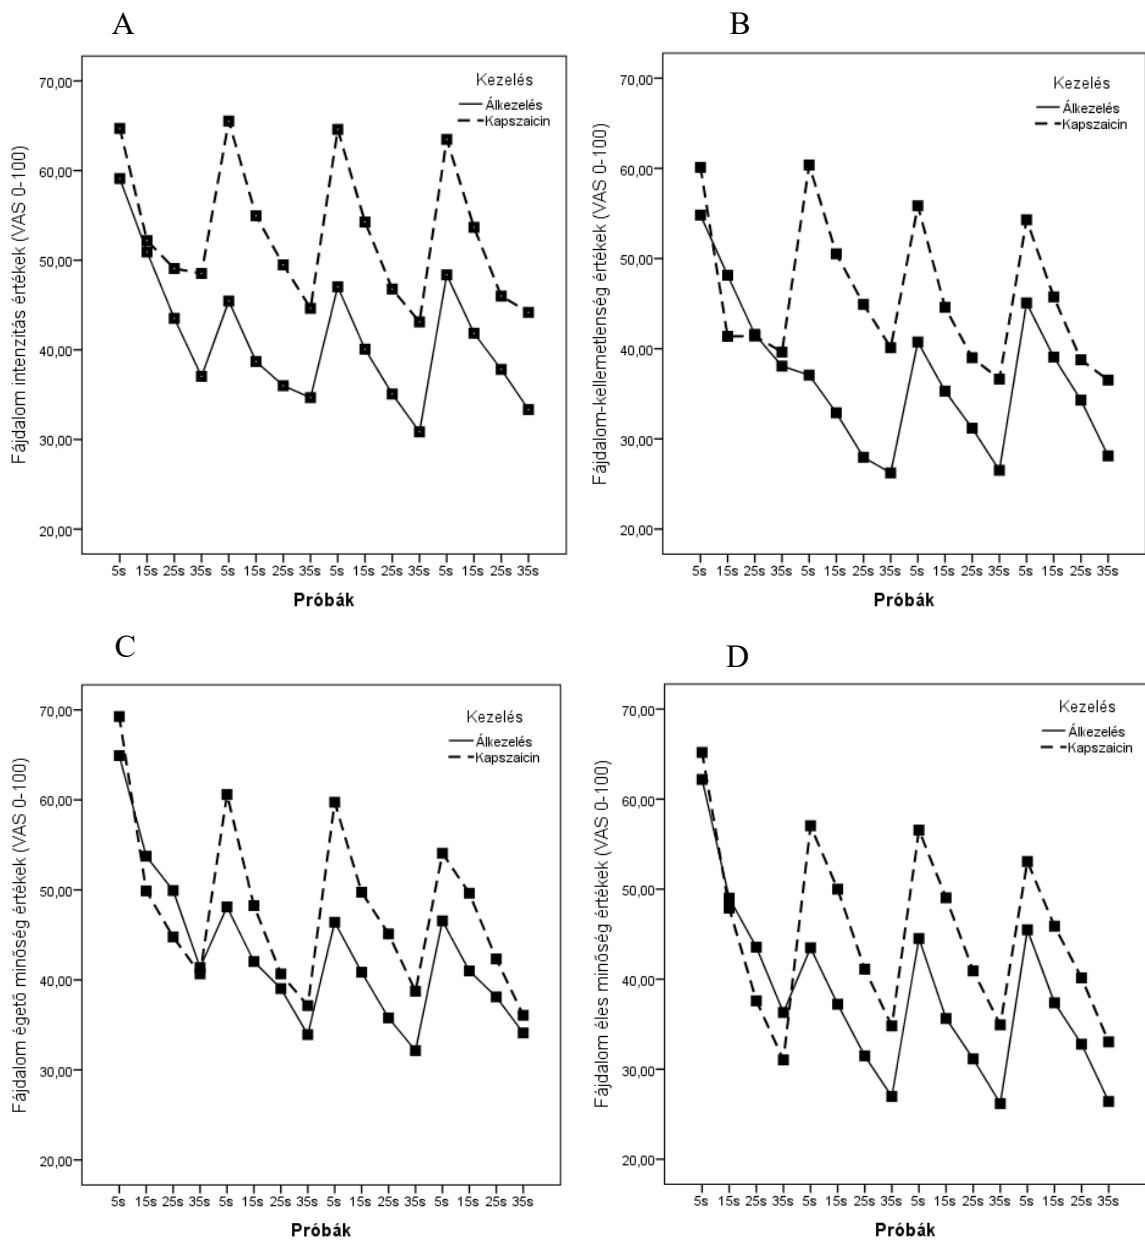 A
Fájdalom intenzitás értékek (VAS 0-100)
70,00
60,00
50,00
40,00
30,00
20,00
Kezelés
Álkezelés
Kapszaicin
5s 15s 25s 35s 5s 15s 25s 35s 5s 15s 25s 35s 5s 15s 25s 35s
Próbák
B
Fájdalom-kellemetlenség értékek (VAS 0-100)
70,00
60,00
50,00
40,00
30,00
20,00
Kezelés
Álkezelés
Kapszaicin
5s 15s 25s 35s 5s 15s 25s 35s 5s 15s 25s 35s 5s 15s 25s 35s
Próbák
C
Fájdalom égető minőség értékek (VAS 0-100)
70,00
60,00
50,00
40,00
30,00
20,00
Kezelés
Álkezelés
Kapszaicin
5s 15s 25s 35s 5s 15s 25s 35s 5s 15s 25s 35s 5s 15s 25s 35s
Próbák
D
Fájdalom éles minőség értékek (VAS 0-100)
70,00
60,00
50,00
40,00
30,00
20,00
Kezelés
Álkezelés
Kapszaicin
5s 15s 25s 35s 5s 15s 25s 35s 5s 15s 25s 35s 5s 15s 25s 35s
Próbák